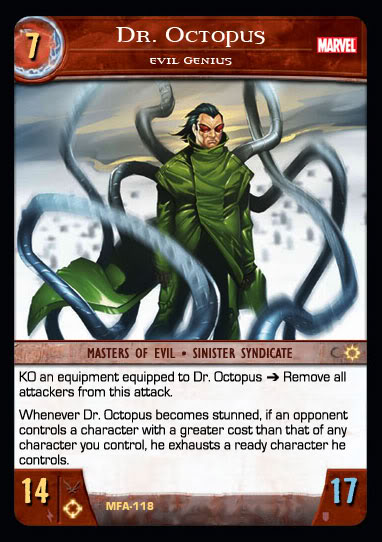 7
Dr. Octopus
MARVEL
Evil Genius
MASTERS OF EVIL • SINISTER SYNDICATE
KO an equipment equipped to Dr. Octopus ➔ Remove all
attackers from this attack.
Whenever Dr. Octopus becomes stunned, if an opponent
controls a character with a greater cost than that of any
character you control, he exhausts a ready character he
controls.
14
MFA-118
17